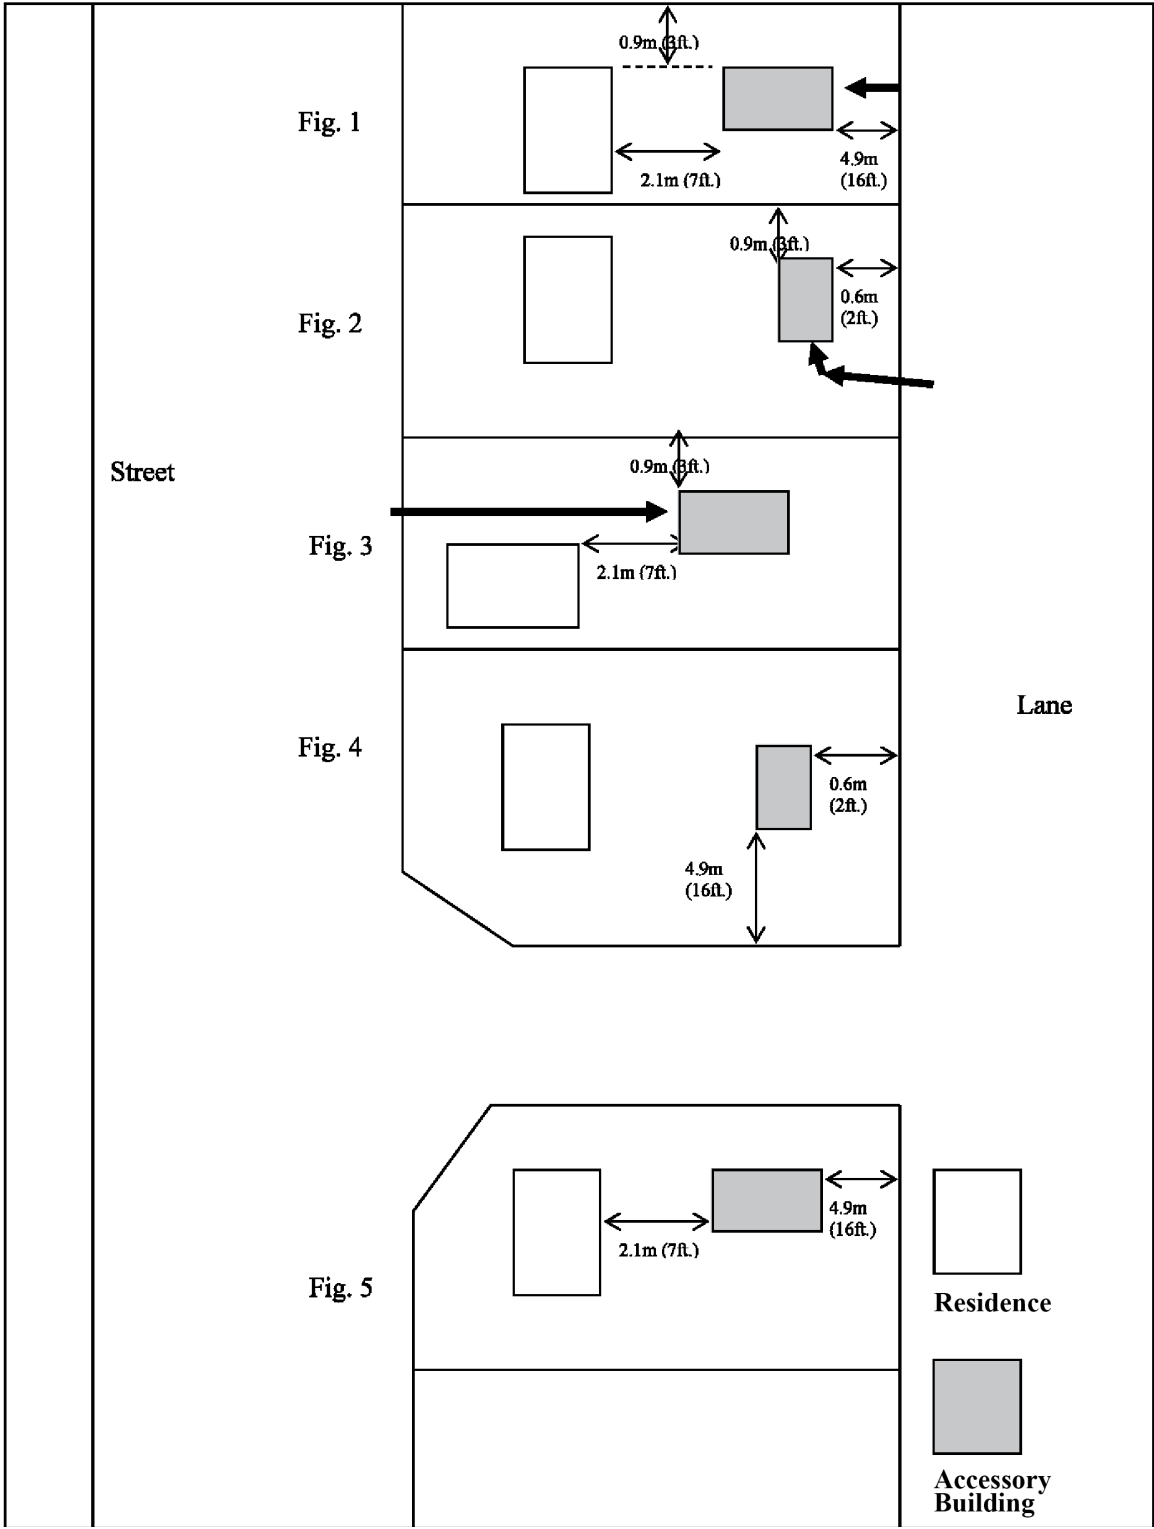 0.9m (3ft.)
Fig. 1
4.9m
(16ft.)
2.1m (7ft.)
0.9m (3ft.)
0.6m
(2ft.)
Fig. 2
Street
0.9m (3ft.)
Fig. 3
2.1m (7ft.)
Lane
Fig. 4
0.6m
(2ft.)
4.9m
(16ft.)
4.9m
(16ft.)
2.1m (7ft.)
Fig. 5
Residence
Accessory
Building